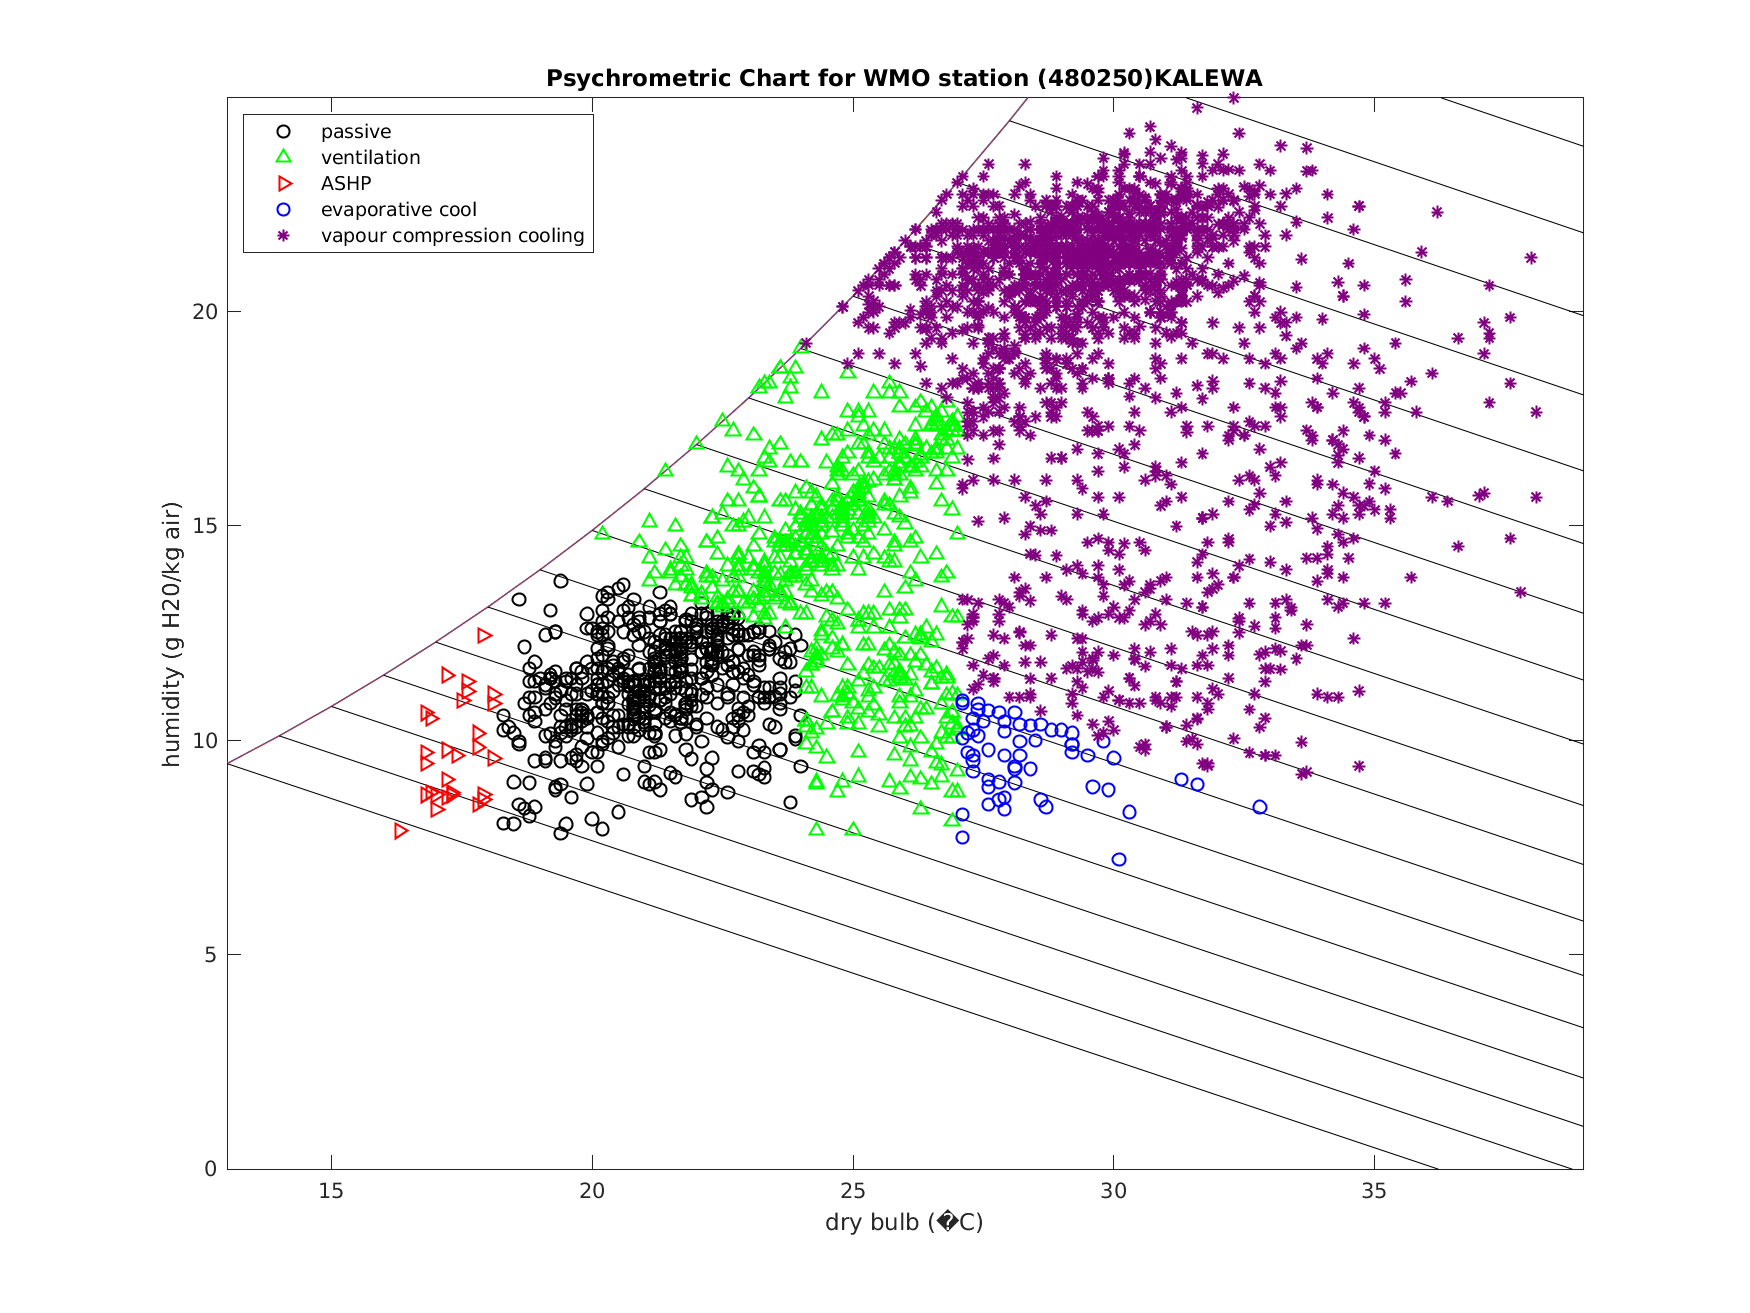 Psychrometric Chart for WMO station (480250)KALEWA
passive
ventilation
ASHP
evaporative cool
vapour compression cooling
humidity (g H20/kg air)
20
15
10
5
0
15
20
25
30
35
dry bulb (�C)